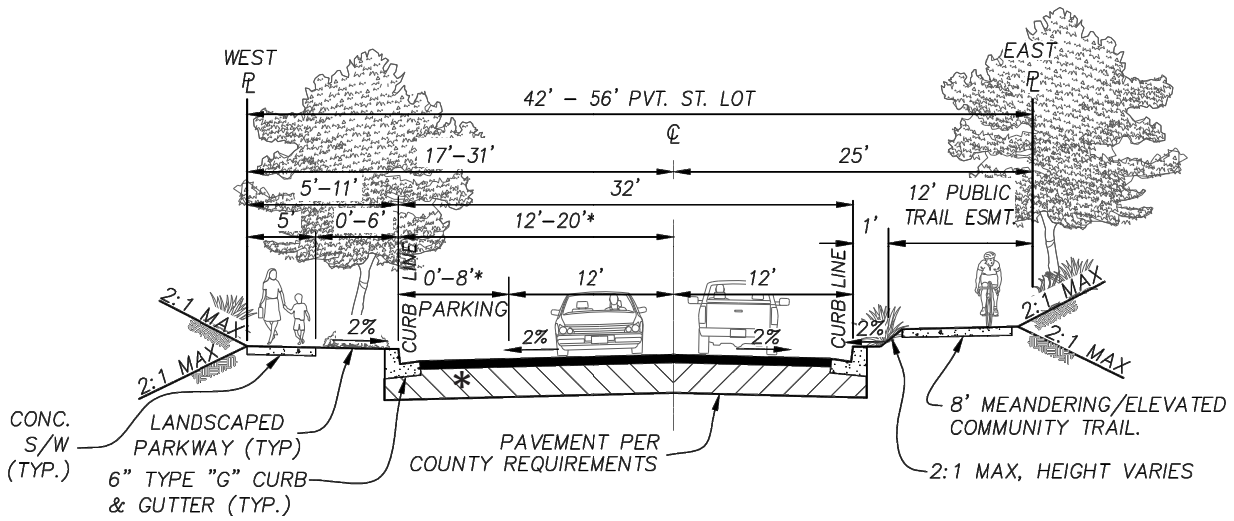 WEST
PL
EAST
PL
42' - 56' PVT. ST. LOT
CL
17'-31'
25'
5'-11'
32'
12' PUBLIC
TRAIL ESMT.
5'
0'-6'
12'-20'*
1'
CURB LINE
0'-8'*
PARKING
12'
12'
CURB LINE
2:1 MAX
2:1 MAX
2%
2%
2%
2%
2:1 MAX
2:1 MAX
*
CONC.
S/W
(TYP.)
LANDSCAPED
PARKWAY (TYP)
6" TYPE "G" CURB
& GUTTER (TYP.)
PAVEMENT PER
COUNTY REQUIREMENTS
8' MEANDERING/ELEVATED
COMMUNITY TRAIL.
2:1 MAX, HEIGHT VARIES